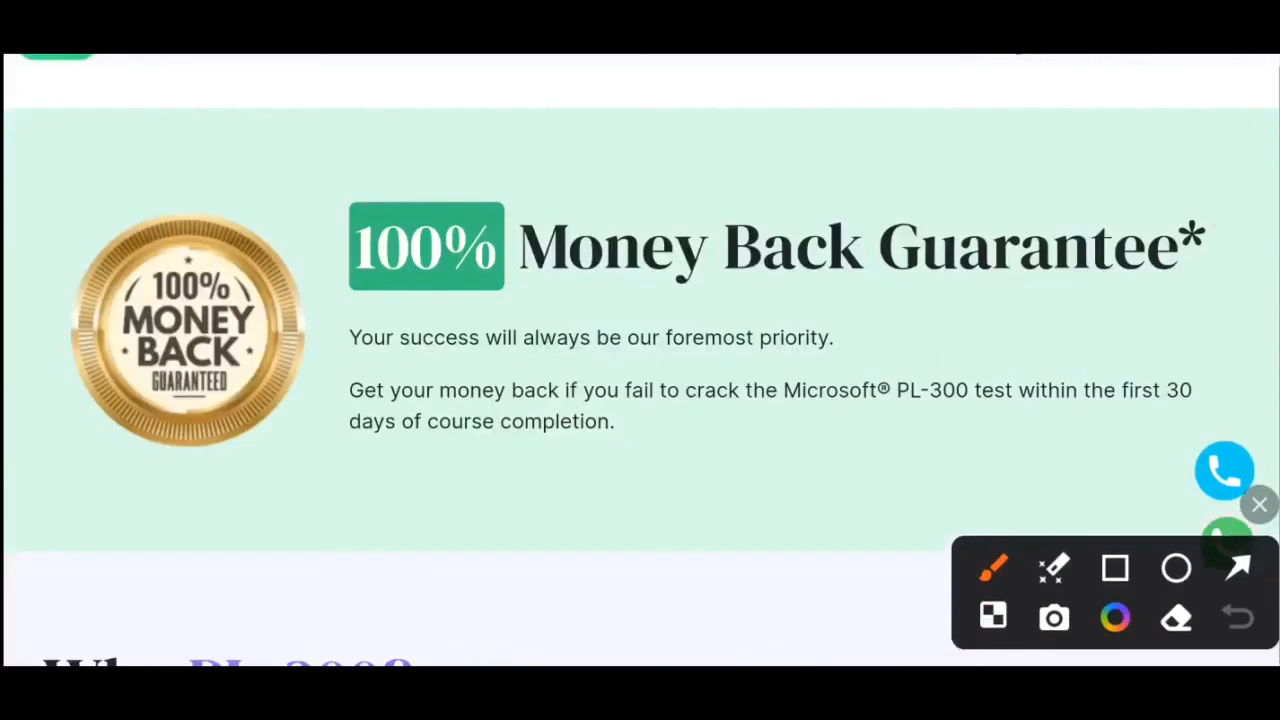 100% Money Back Guarantee*
100%
MONEY
BACK
GUARANTEED
Your success will always be our foremost priority.
Get your money back if you fail to crack the Microsoft® PL-300 test within the first 30
days of course completion.